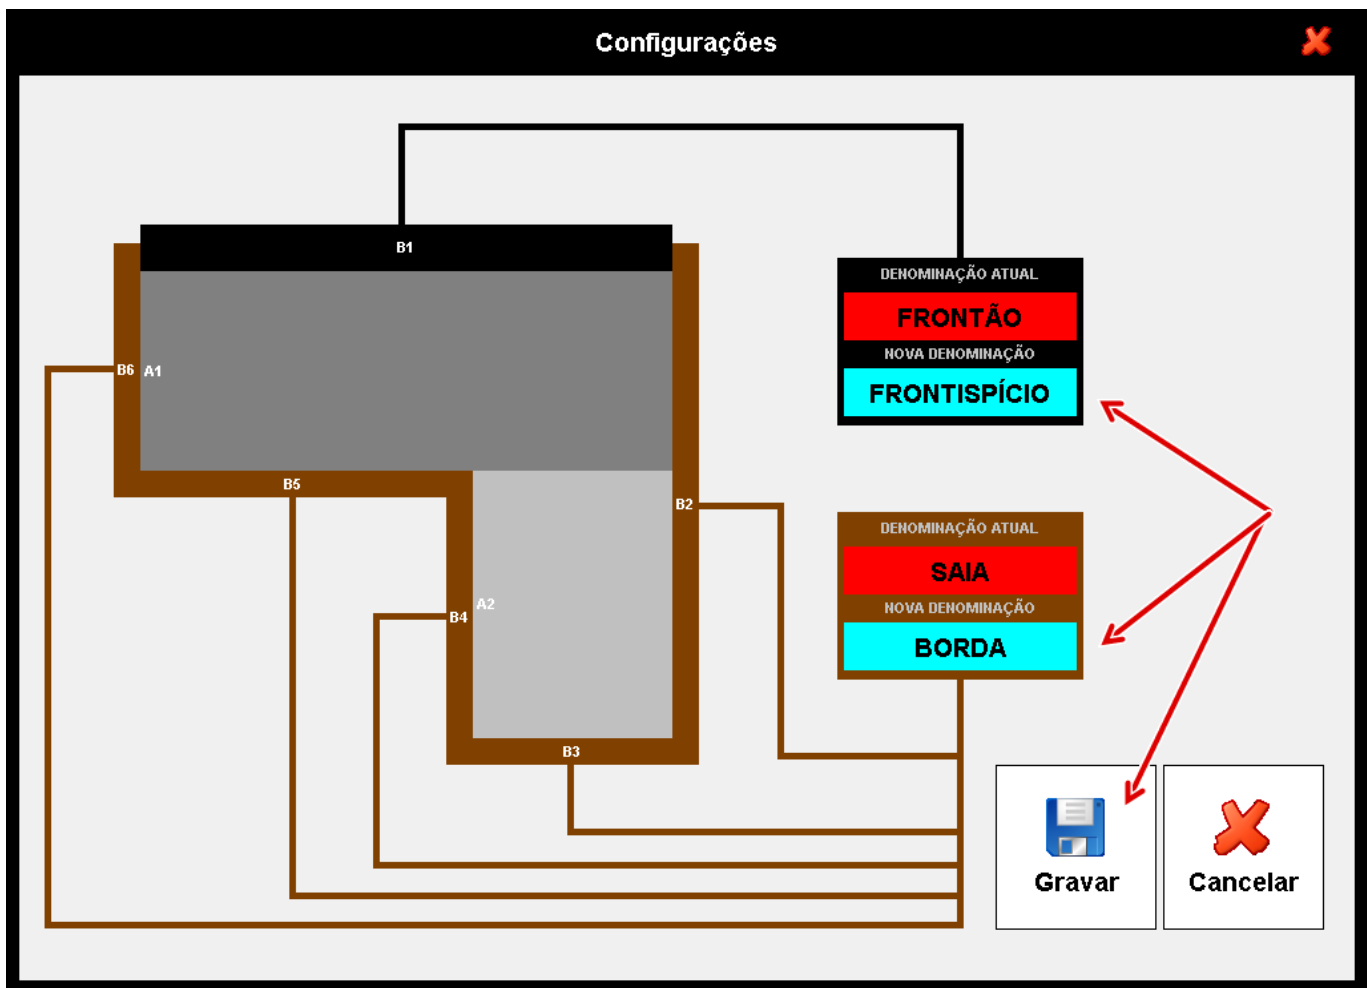 Configurações
B1
DENOMINAÇÃO ATUAL
FRONTÃO
NOVA DENOMINAÇÃO
FRONTISPÍCIO
B6 A1
B5
B2
DENOMINAÇÃO ATUAL
SAIA
NOVA DENOMINAÇÃO
BORDA
B4 A2
B3
Gravar
Cancelar